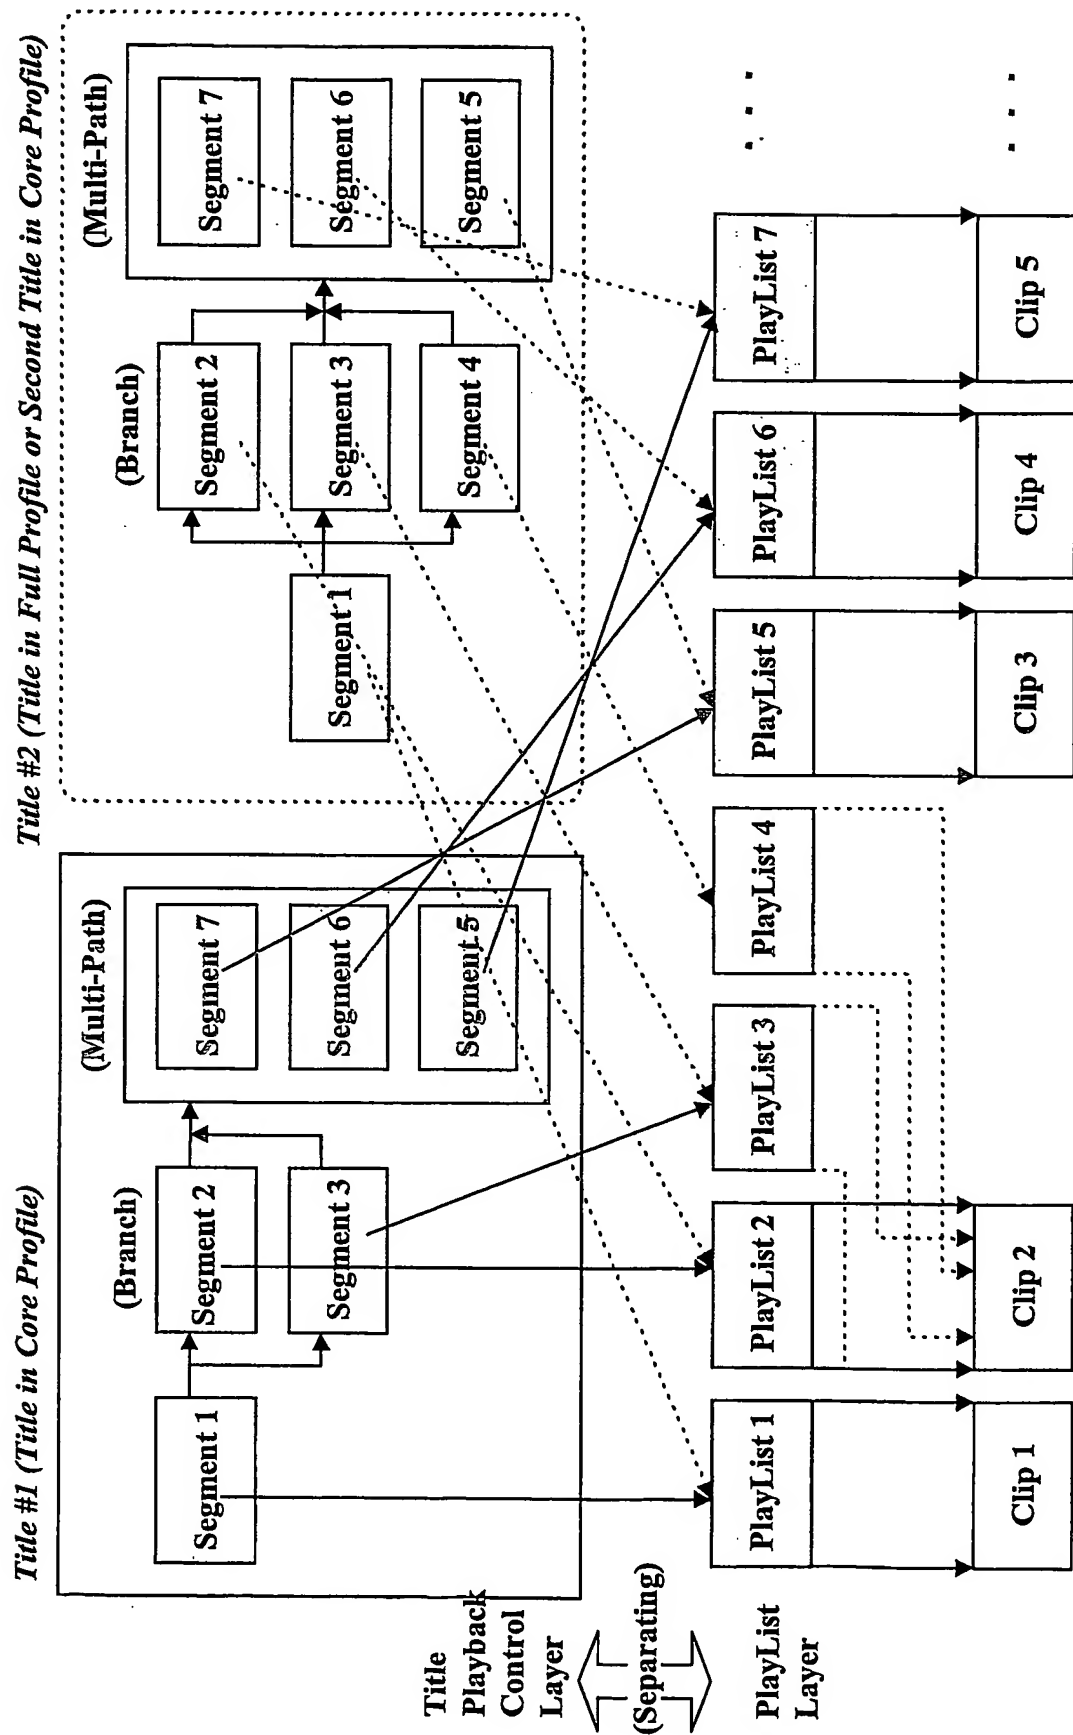 Title #1 (Title in Core Profile)
Title #2 (Title in Full Profile or Second Title in Core Profile)
(Branch)
(Multi-Path)
Segment 1
Segment 2
Segment 3
Segment 7
Segment 6
Segment 5
(Branch)
(Multi-Path)
Segment 1
Segment 2
Segment 3
Segment 4
Segment 7
Segment 6
Segment 5
Title
Playback
Control
Layer
(Separating)
PlayList
Layer
PlayList 1
PlayList 2
PlayList 3
PlayList 4
PlayList 5
PlayList 6
PlayList 7
. . .
Clip 1
Clip 2
Clip 3
Clip 4
Clip 5
. . .